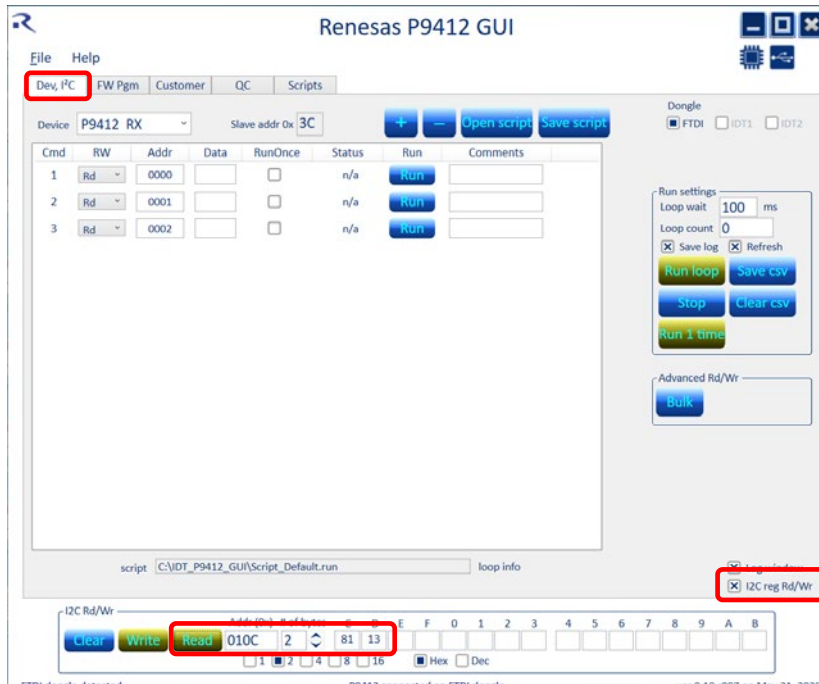 Renesas P9412 GUI
File Help
Dev, I²C FW Pgm Customer QC Scripts
Dongle
Device P9412 RX Slave addr 0x 3C + − Open script Save script FTDI IDT1 IDT2
Cmd RW Addr Data RunOnce Status Run Comments
1 Rd 0000 n/a Run
2 Rd 0001 n/a Run
3 Rd 0002 n/a Run
Run settings
Loop wait 100 ms
Loop count 0
Save log Refresh
Run loop Save csv
Stop Clear csv
Run 1 time
Advanced Rd/Wr
Bulk
script C:\IDT_P9412_GUI\Script_Default.run loop info
Log window
I2C reg Rd/Wr
I2C Rd/Wr
Addr (0x) # of bytes C D E F 0 1 2 3 4 5 6 7 8 9 A B
Clear Write Read 010C 2 81 13
1 2 4 8 16 Hex Dec